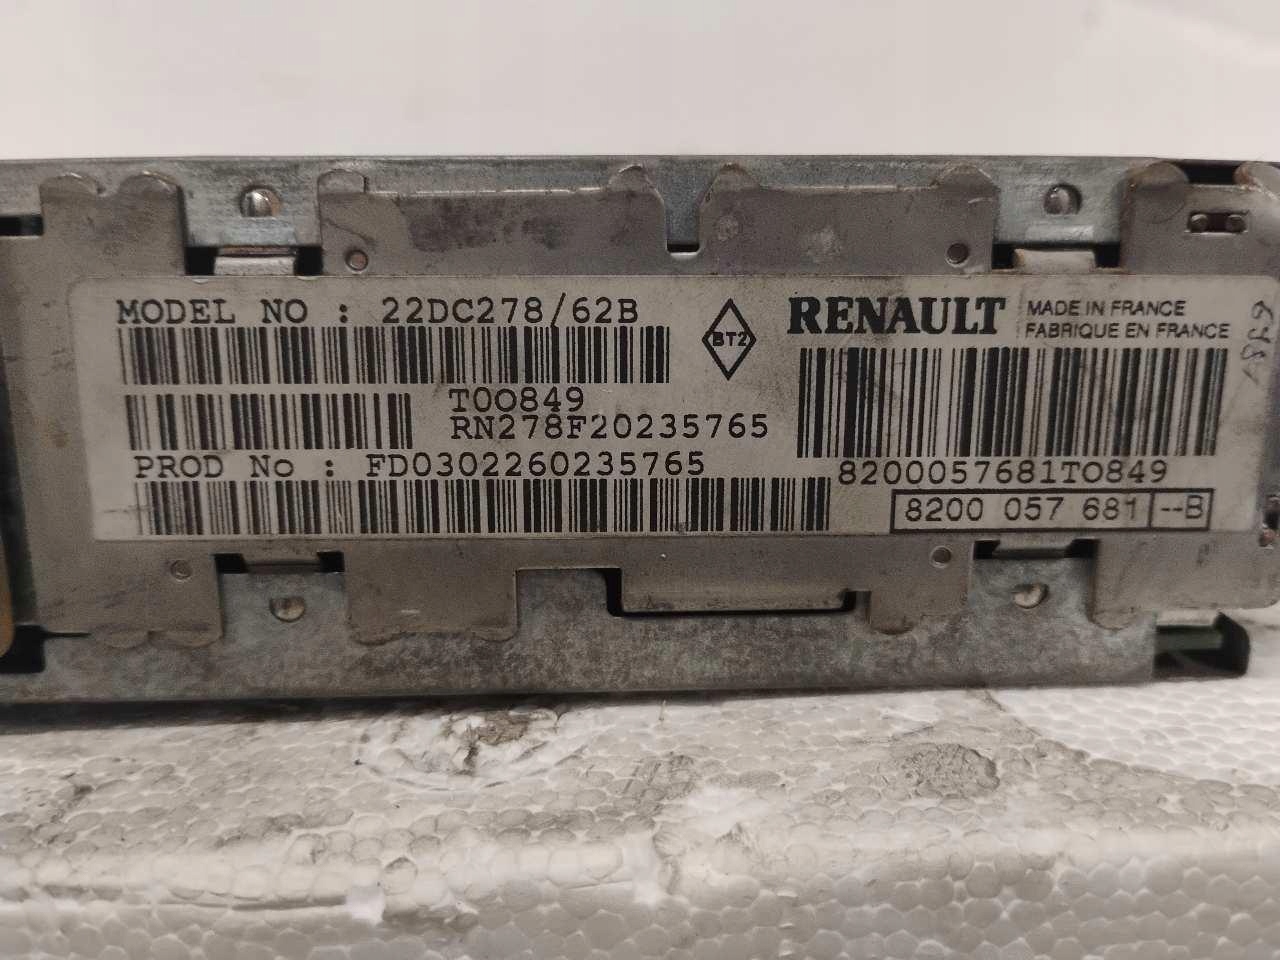 MODEL NO : 22DC278/62B
BT2
RENAULT
MADE IN FRANCE
FABRIQUE EN FRANCE
T00849
RN278F20235765
PROD No : FD0302260235765
8200057681T0849
8200 057 681 --B